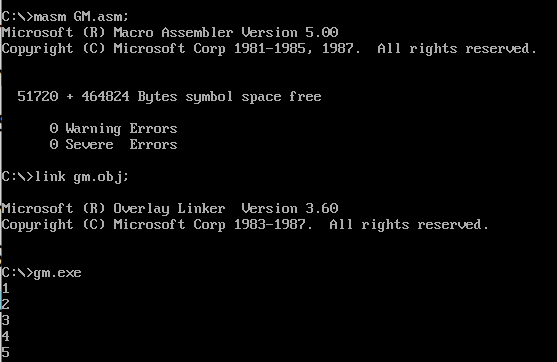 C:\>masm GM.asm;
Microsoft (R) Macro Assembler Version 5.00
Copyright (C) Microsoft Corp 1981-1985, 1987.  All rights reserved.
51720 + 464824 Bytes symbol space free
0 Warning Errors
0 Severe  Errors
C:\>link gm.obj;
Microsoft (R) Overlay Linker  Version 3.60
Copyright (C) Microsoft Corp 1983-1987.  All rights reserved.
C:\>gm.exe
1
2
3
4
5